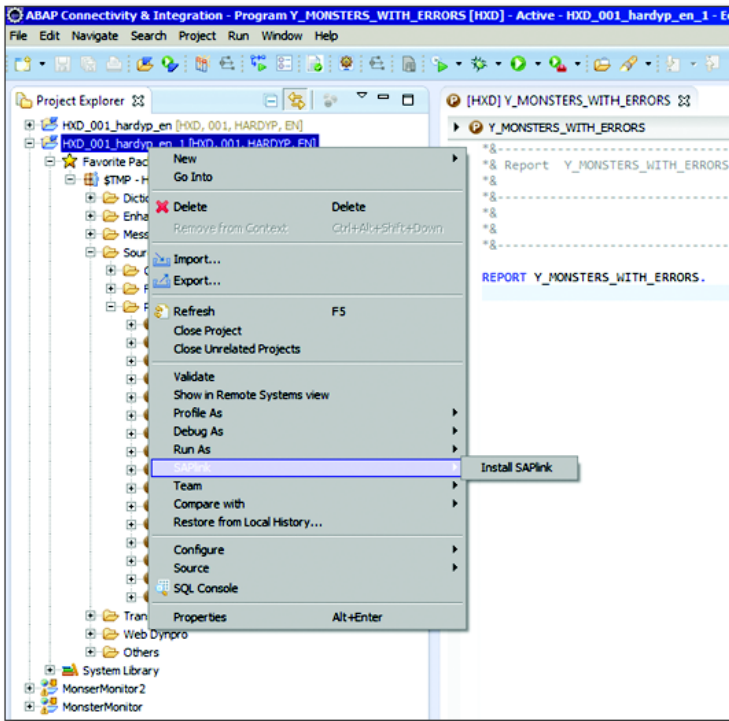 ABAP Connectivity & Integration - Program Y_MONSTERS_WITH_ERRORS [HXD] - Active - HXD_001_hardyp_en_1 - E
File Edit Navigate Search Project Run Window Help
Project Explorer
HXD_001_hardyp_en [HXD, 001, HARDYP, EN]
HXD_001_hardyp_en_1 [HXD, 001, HARDYP, EN]
Favorite Pac
$TMP - H
Dictio
Enha
Mess
Sour
Tran
Web Dynpro
Others
System Library
MonserMonitor2
MonsterMonitor
New
Go Into
Delete Delete
Remove from Context Ctrl+Alt+Shift+Down
Import...
Export...
Refresh F5
Close Project
Close Unrelated Projects
Validate
Show in Remote Systems view
Profile As
Debug As
Run As
SAPlink
Install SAPlink
Team
Compare with
Restore from Local History...
Configure
Source
SQL Console
Properties Alt+Enter
[HXD] Y_MONSTERS_WITH_ERRORS
Y_MONSTERS_WITH_ERRORS
*&---------------------------
*& Report Y_MONSTERS_WITH_ERRORS
*&
*&---------------------------
*&
*&
*&---------------------------
REPORT Y_MONSTERS_WITH_ERRORS.